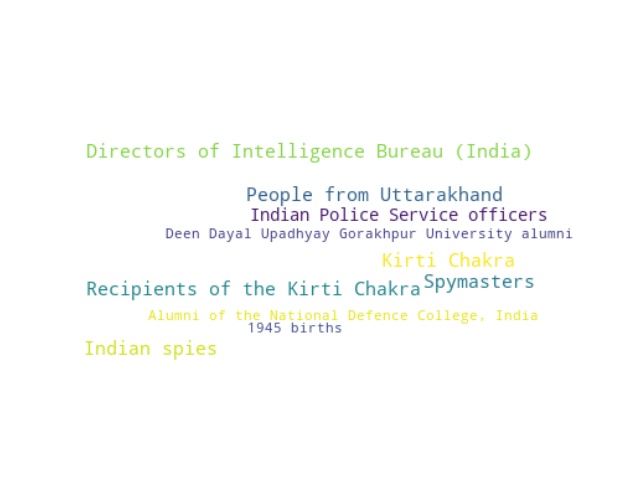 Directors of Intelligence Bureau (India)
People from Uttarakhand
Indian Police Service officers
Deen Dayal Upadhyay Gorakhpur University alumni
Kirti Chakra
Spymasters
Recipients of the Kirti Chakra
Alumni of the National Defence College, India
1945 births
Indian spies